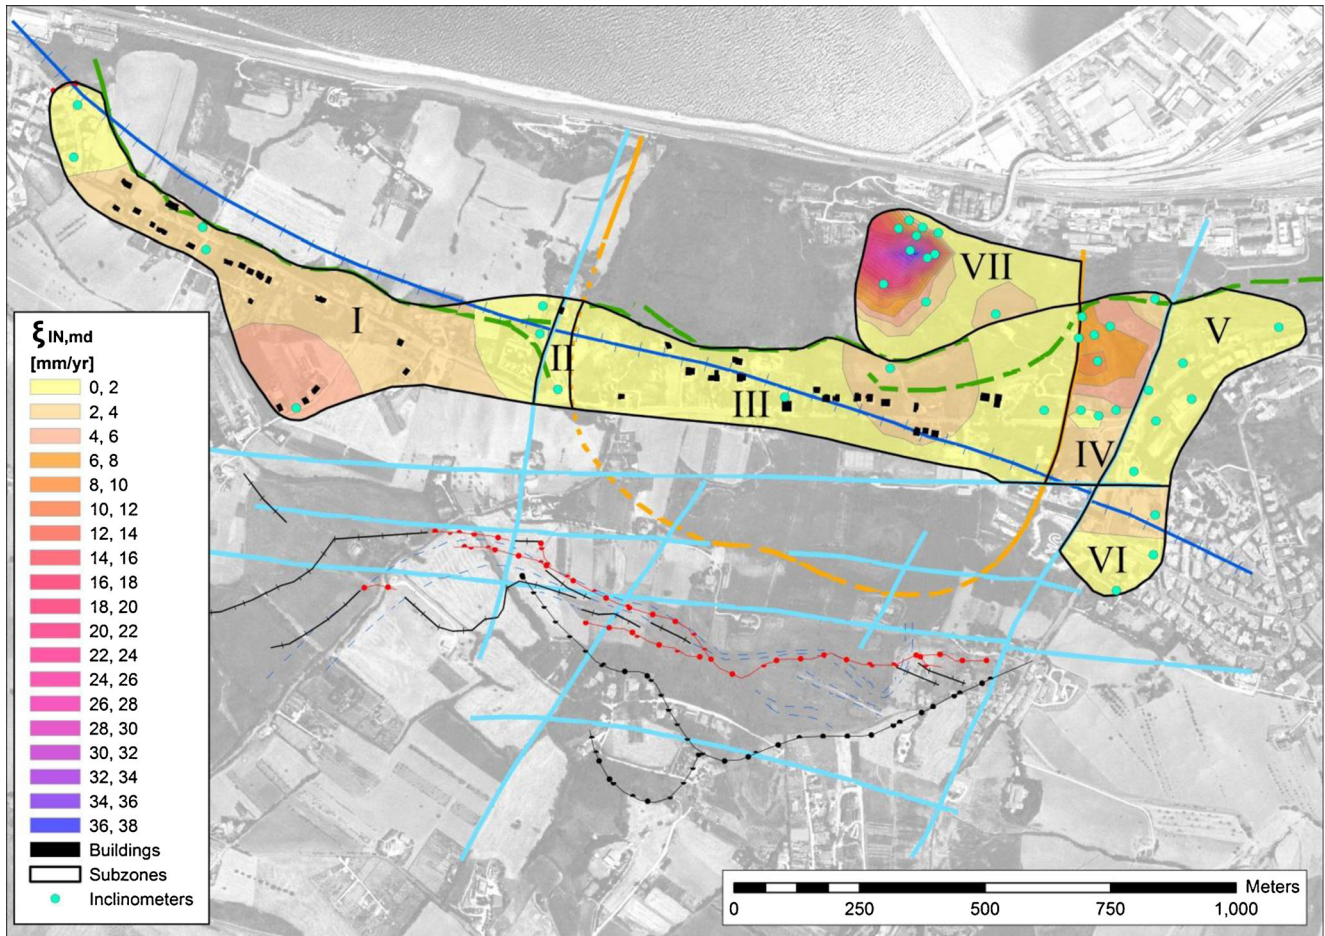 I
II
III
IV
V
VI
VII
ξIN,md
[mm/yr]
0, 2
2, 4
4, 6
6, 8
8, 10
10, 12
12, 14
14, 16
16, 18
18, 20
20, 22
22, 24
24, 26
26, 28
28, 30
30, 32
32, 34
34, 36
36, 38
Buildings
Subzones
Inclinometers
Meters
0 250 500 750 1,000